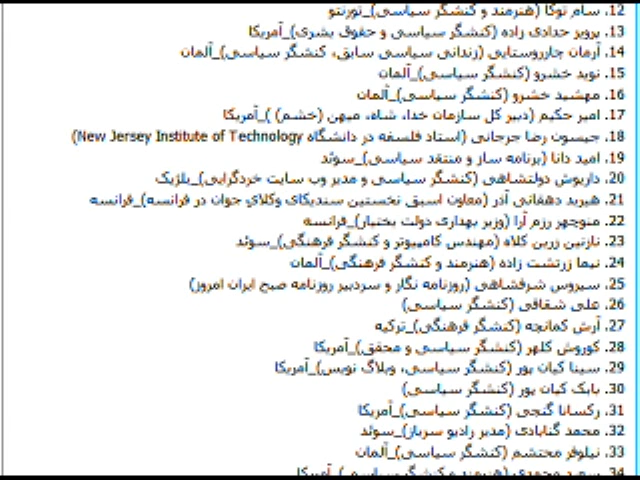 12. سام توکا (هنرمند و کنشگر سیاسی)_تورنتو
13. پرویز حدادی زاده (کنشگر سیاسی و حقوق بشری)_آمریکا
14. آرمان چاروستایی (زندانی سیاسی سابق، کنشگر سیاسی)_آلمان
15. نوید خشرو (کنشگر سیاسی)_آلمان
16. مهشید خشرو (کنشگر سیاسی)_آلمان
17. امیر حکیم (دبیر کل سازمان خدا، شاه، میهن (خشم) )_آمریکا
18. جیسون رضا جرجانی (استاد فلسفه در دانشگاه New Jersey Institute of Technology)
19. امید دانا (برنامه ساز و منتقد سیاسی)_سوئد
20. داریوش دولتشاهی (کنشگر سیاسی و مدیر وب سایت خردگرایی)_بلژیک
21. هیربد دهقانی آذر (معاون اسبق نخستین سندیکای وکلای جوان در فرانسه)_فرانسه
22. منوچهر رزم آرا (وزیر بهداری دولت بختیار)_فرانسه
23. نازنین زرین کلاه (مهندس کامپیوتر و کنشگر فرهنگی)_سوئد
24. نیما زرتشت زاده (هنرمند و کنشگر فرهنگی)_آلمان
25. سیروس شرفشاهی (روزنامه نگار و سردبیر روزنامه صبح ایران امروز)
26. علی شقاقی (کنشگر سیاسی)
27. آرش کمانچه (کنشگر فرهنگی)_ترکیه
28. کوروش کلهر (کنشگر سیاسی و محقق)_آمریکا
29. سینا کیان پور (کنشگر سیاسی، وبلاگ نویس)_آمریکا
30. بابک کیان پور (کنشگر سیاسی)
31. رکسانا گنجی (کنشگر سیاسی)_آمریکا
32. محمد گنابادی (مدیر رادیو سرباز)_سوئد
33. نیلوفر محتشم (کنشگر سیاسی)_آلمان
34. سعید محمدی (هنرمند و کنشگر سیاسی)_آمریکا